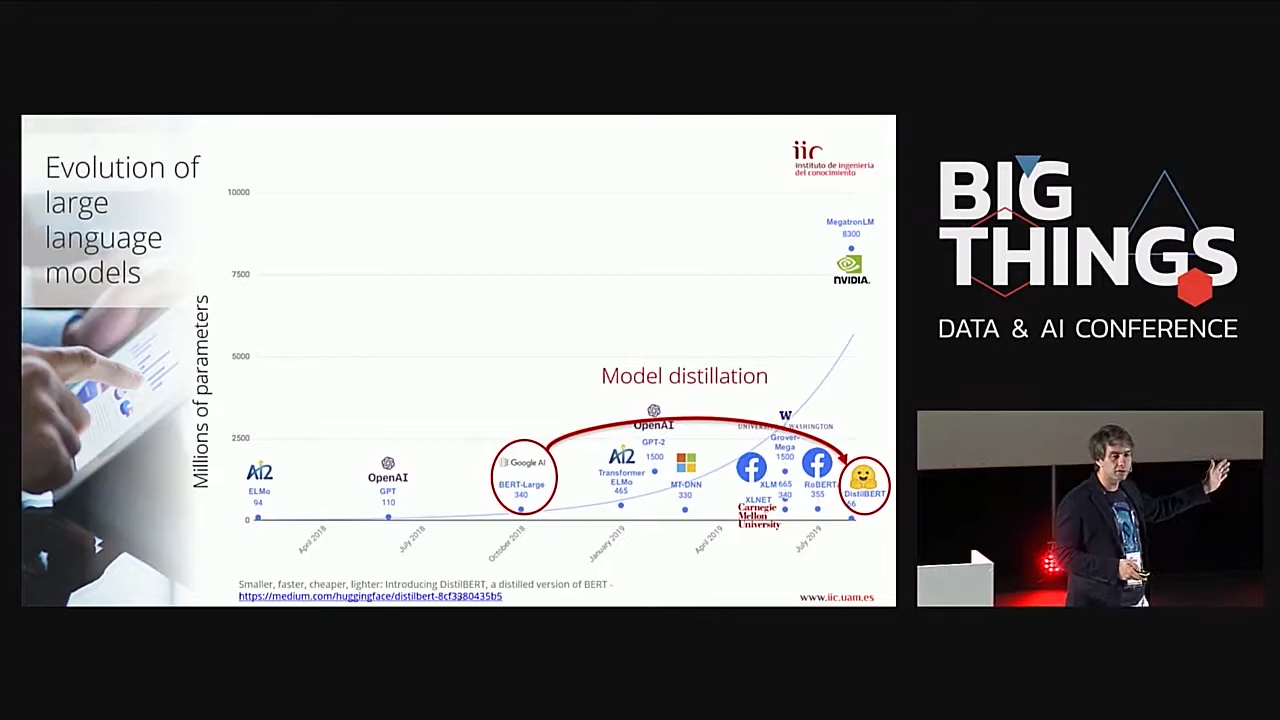 Evolution of
large
language
models
iic
instituto de ingeniería
del conocimiento
Millions of parameters
10000
7500
5000
2500
0
MegatronLM
8300
NVIDIA.
Model distillation
OpenAI
GPT-2
1500
W
UNIVERSITY WASHINGTON
Grover-
Mega
1500
AI2
ELMo
94
OpenAI
GPT
110
Google AI
BERT-Large
340
AI2
Transformer
ELMo
465
MT-DNN
330
XLM 665
XLNET 340
Carnegie
Mellon
University
RoBERT
355
DistilBERT
66
April 2018
July 2018
October 2018
January 2019
April 2019
July 2019
Smaller, faster, cheaper, lighter: Introducing DistilBERT, a distilled version of BERT -
https://medium.com/huggingface/distilbert-8cf3380435b5
www.iic.uam.es
BIG
THINGS
DATA & AI CONFERENCE